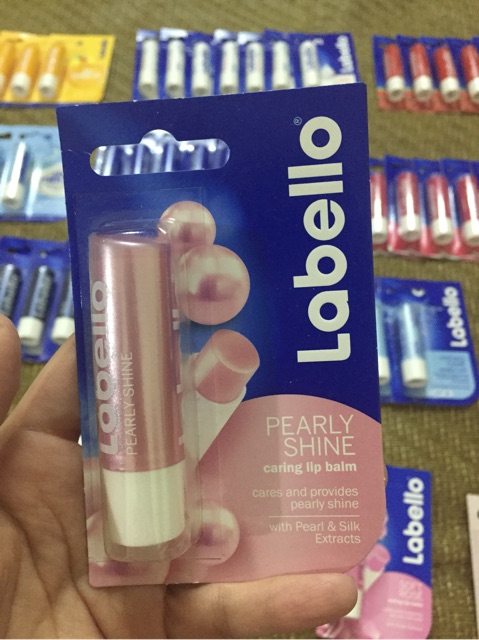 Labello®
PEARLY
SHINE
caring lip balm
cares and provides
pearly shine
with Pearl & Silk
Extracts
Labello
PEARLY SHINE
Labello
Labello
Labello